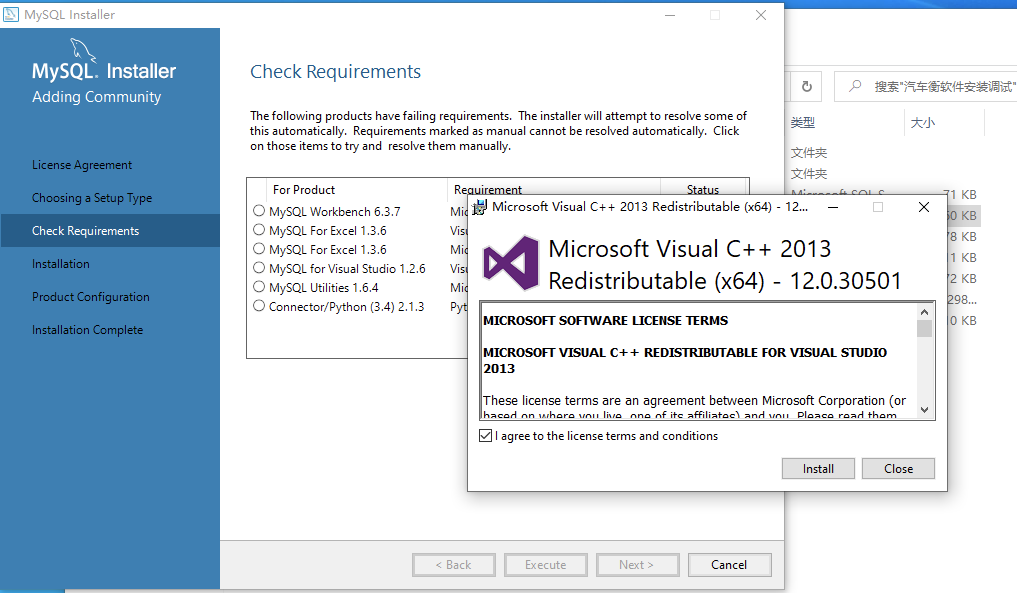 MySQL Installer
MySQL. Installer
Adding Community
License Agreement
Choosing a Setup Type
Check Requirements
Installation
Product Configuration
Installation Complete
Check Requirements
The following products have failing requirements. The installer will attempt to resolve some of
this automatically. Requirements marked as manual cannot be resolved automatically. Click
on those items to try and resolve them manually.
For Product Requirement Status
MySQL Workbench 6.3.7
MySQL For Excel 1.3.6
MySQL For Excel 1.3.6
MySQL for Visual Studio 1.2.6
MySQL Utilities 1.6.4
Connector/Python (3.4) 2.1.3
< Back Execute Next > Cancel
Microsoft Visual C++ 2013 Redistributable (x64) - 12...
Microsoft Visual C++ 2013
Redistributable (x64) - 12.0.30501
MICROSOFT SOFTWARE LICENSE TERMS
MICROSOFT VISUAL C++ REDISTRIBUTABLE FOR VISUAL STUDIO
2013
These license terms are an agreement between Microsoft Corporation (or
based on where you live, one of its affiliates) and you. Please read them
I agree to the license terms and conditions
Install Close
搜索"汽车衡软件安装调试"
类型 大小
文件夹
文件夹
Microsoft SQL S 71 KB
KB
78 KB
1 KB
72 KB
298...
0 KB